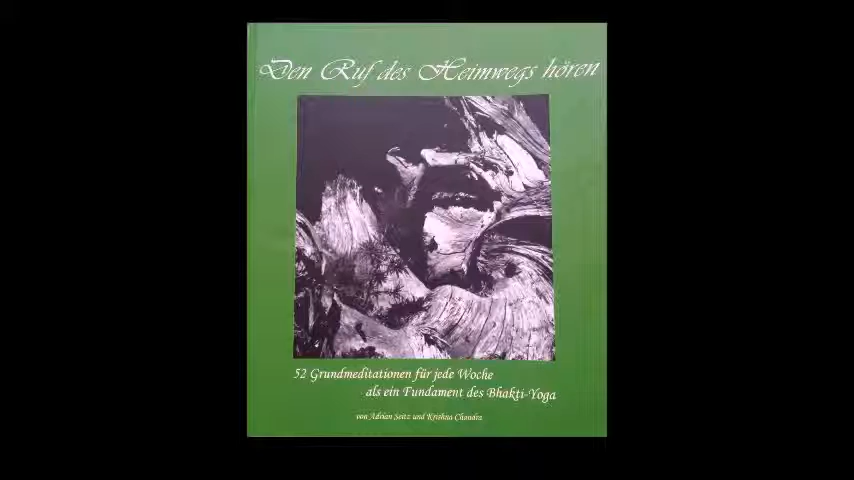 Den Ruf des Heimwegs hören
52 Grundmeditationen für jede Woche
als ein Fundament des Bhakti-Yoga
von Adrian Seitz und Krishna Chandra